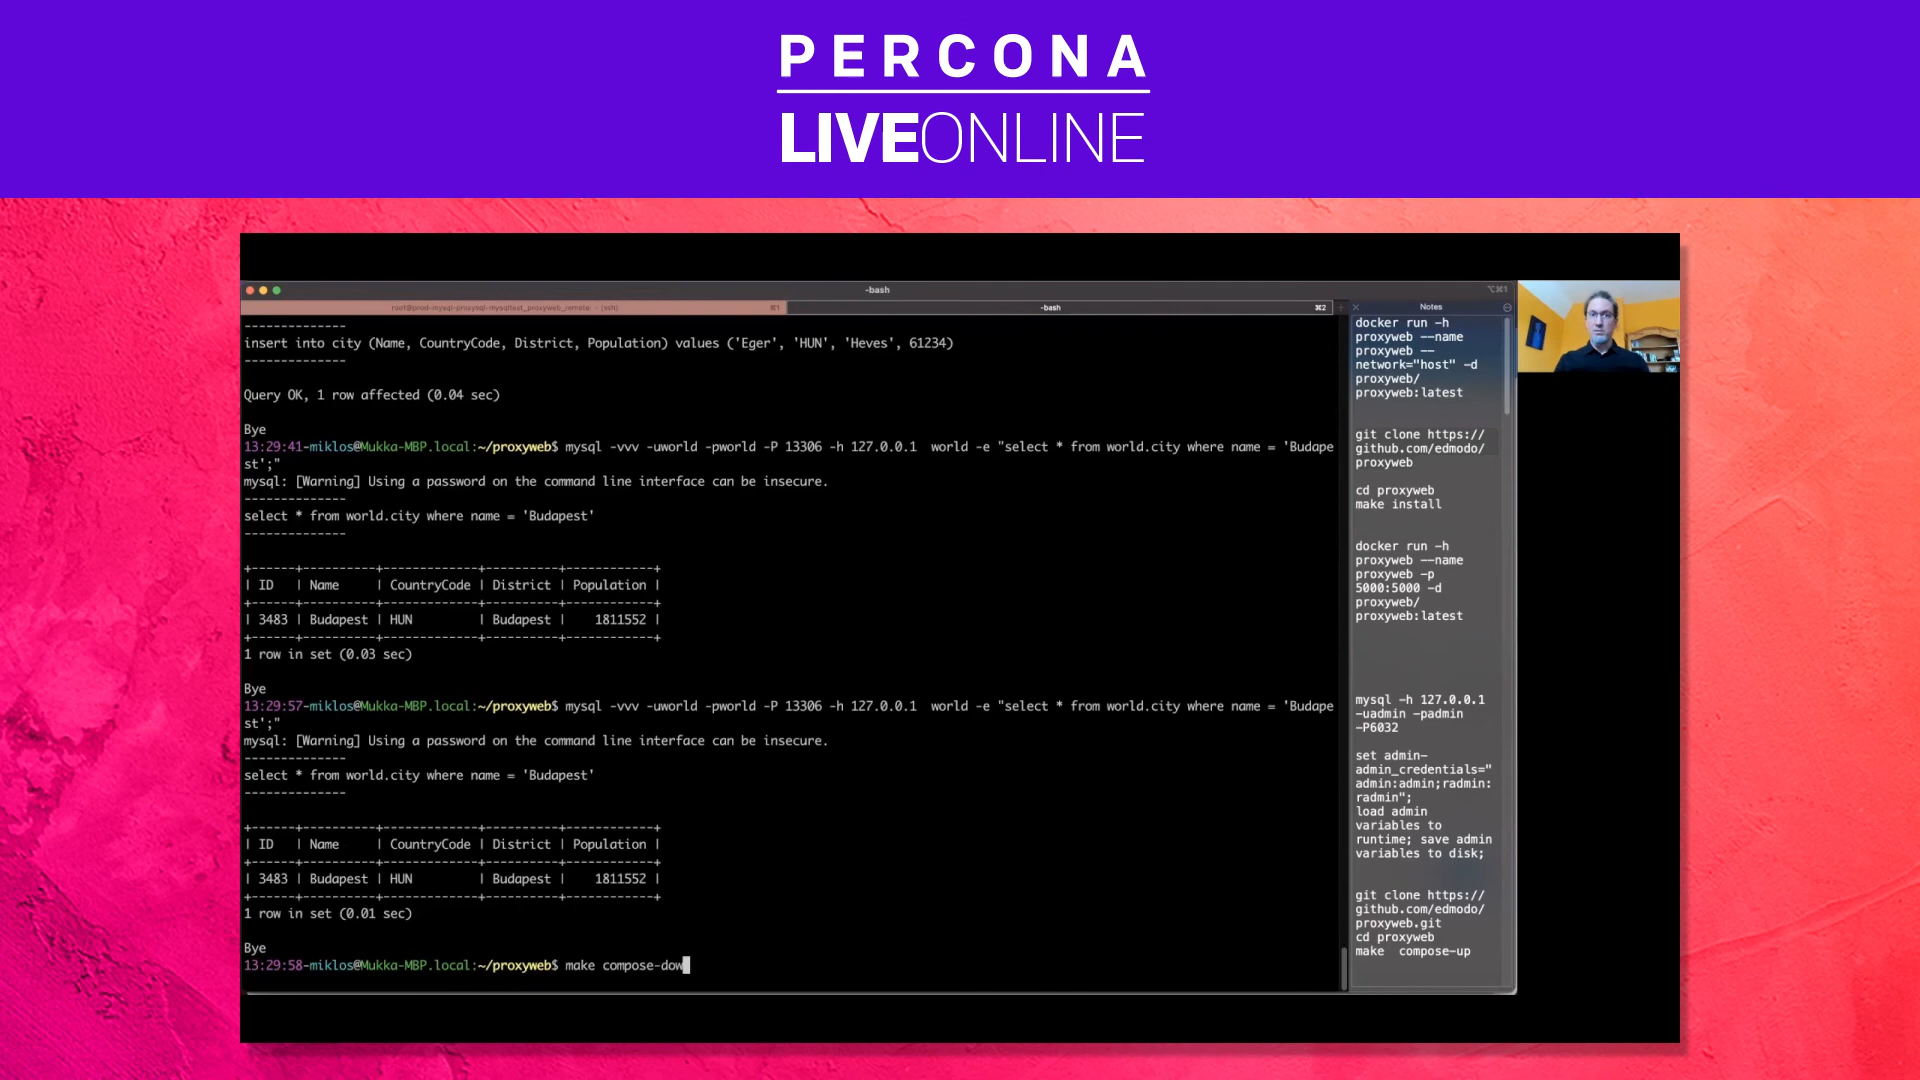 PERCONA
LIVEONLINE
-bash
⌥⌘1
root@prod-mysql-proxysql-mysqltest_proxyweb_remote: ~ (ssh)
⌘1
-bash
⌘2
Notes
--------------
insert into city (Name, CountryCode, District, Population) values ('Eger', 'HUN', 'Heves', 61234)
--------------
Query OK, 1 row affected (0.04 sec)
Bye
13:29:41-miklos@Mukka-MBP.local:~/proxyweb$ mysql -vvv -uworld -pworld -P 13306 -h 127.0.0.1  world -e "select * from world.city where name = 'Budape
st';"
mysql: [Warning] Using a password on the command line interface can be insecure.
--------------
select * from world.city where name = 'Budapest'
--------------
+------+----------+-------------+----------+------------+
| ID   | Name     | CountryCode | District | Population |
+------+----------+-------------+----------+------------+
| 3483 | Budapest | HUN         | Budapest |    1811552 |
+------+----------+-------------+----------+------------+
1 row in set (0.03 sec)
Bye
13:29:57-miklos@Mukka-MBP.local:~/proxyweb$ mysql -vvv -uworld -pworld -P 13306 -h 127.0.0.1  world -e "select * from world.city where name = 'Budape
st';"
mysql: [Warning] Using a password on the command line interface can be insecure.
--------------
select * from world.city where name = 'Budapest'
--------------
+------+----------+-------------+----------+------------+
| ID   | Name     | CountryCode | District | Population |
+------+----------+-------------+----------+------------+
| 3483 | Budapest | HUN         | Budapest |    1811552 |
+------+----------+-------------+----------+------------+
1 row in set (0.01 sec)
Bye
13:29:58-miklos@Mukka-MBP.local:~/proxyweb$ make compose-dow
docker run -h
proxyweb --name
proxyweb --
network="host" -d
proxyweb/
proxyweb:latest
git clone https://
github.com/edmodo/
proxyweb
cd proxyweb
make install
docker run -h
proxyweb --name
proxyweb -p
5000:5000 -d
proxyweb/
proxyweb:latest
mysql -h 127.0.0.1
-uadmin -padmin
-P6032
set admin-
admin_credentials="
admin:admin;radmin:
radmin";
load admin
variables to
runtime; save admin
variables to disk;
git clone https://
github.com/edmodo/
proxyweb.git
cd proxyweb
make  compose-up